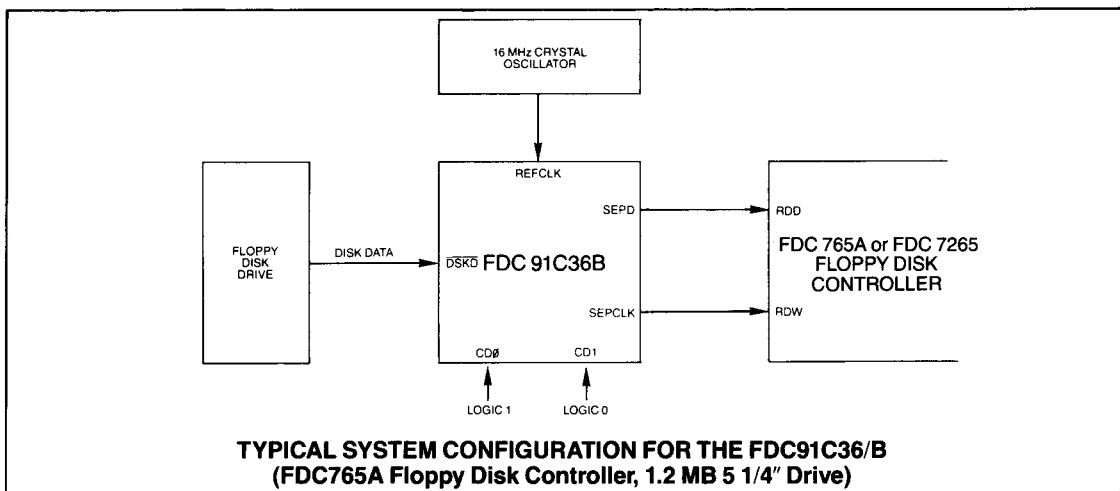 16 MHz CRYSTAL
OSCILLATOR
REFCLK
SEPD
RDD
FLOPPY
DISK
DRIVE
DISK DATA
DSKD FDC 91C36B
FDC 765A or FDC 7265
FLOPPY DISK
CONTROLLER
SEPCLK
RDW
CDØ
CD1
LOGIC 1
LOGIC 0
TYPICAL SYSTEM CONFIGURATION FOR THE FDC91C36/B
(FDC765A Floppy Disk Controller, 1.2 MB 5 1/4″ Drive)